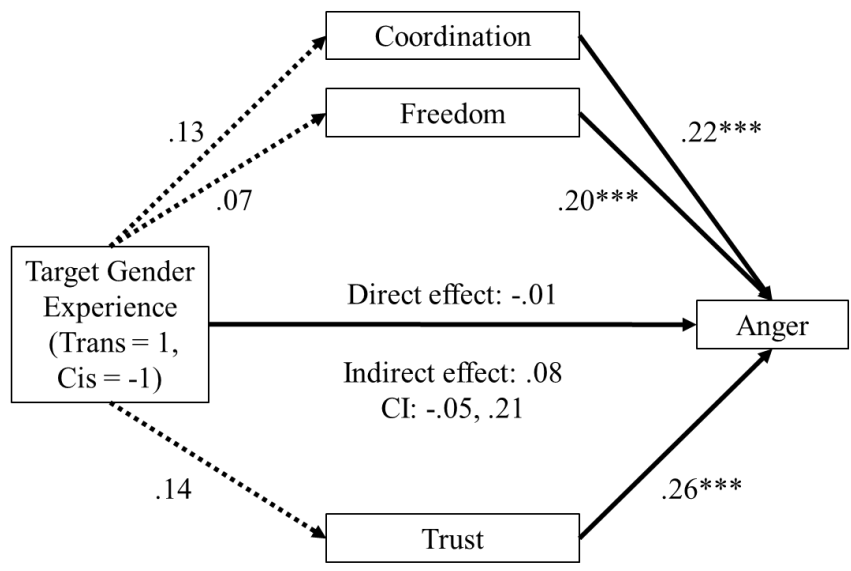 Coordination
Freedom
.13
.22***
.07
.20***
Target Gender
Experience
(Trans = 1,
Cis = -1)
Direct effect: -.01
Anger
Indirect effect: .08
CI: -.05, .21
.14
.26***
Trust